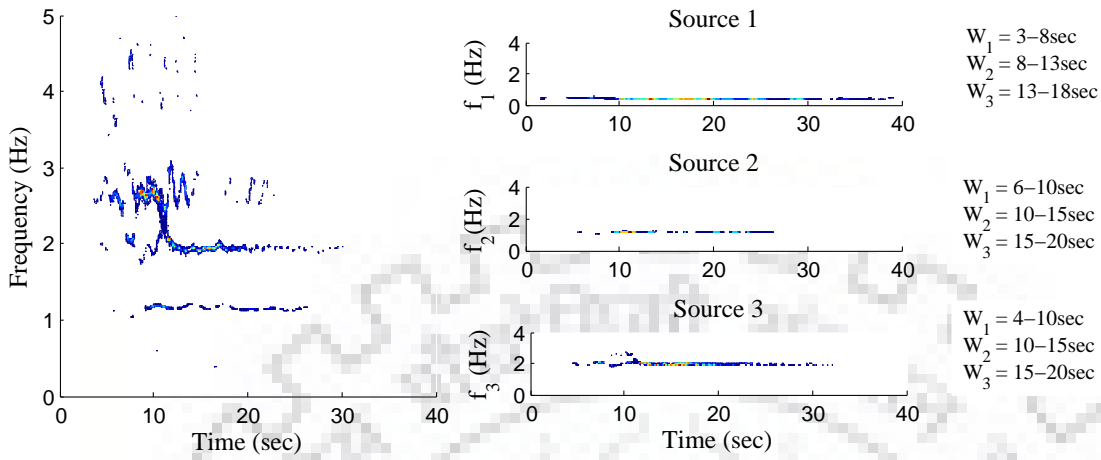 5
4
3
2
1
0
0 10 20 30 40
Frequency (Hz)
Time (sec)
Source 1
4
2
0
0 10 20 30 40
f1 (Hz)
W1 = 3−8sec
W2 = 8−13sec
W3 = 13−18sec
Source 2
4
2
0
0 10 20 30 40
f2 (Hz)
W1 = 6−10sec
W2 = 10−15sec
W3 = 15−20sec
Source 3
4
2
0
0 10 20 30 40
f3 (Hz)
Time (sec)
W1 = 4−10sec
W2 = 10−15sec
W3 = 15−20sec